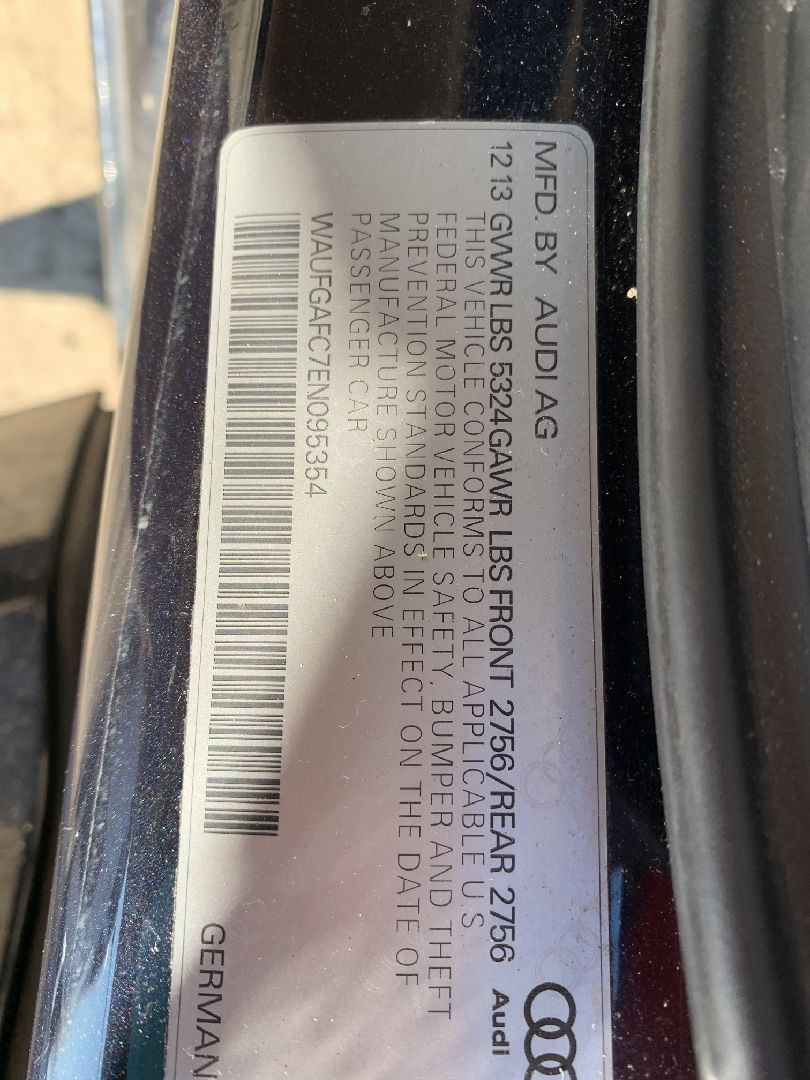 MFD. BY AUDI AG
12 13 GVWR LBS 5324 GAWR LBS FRONT 2756/REAR 2756 Audi
THIS VEHICLE CONFORMS TO ALL APPLICABLE U.S.
FEDERAL MOTOR VEHICLE SAFETY, BUMPER AND THEFT
PREVENTION STANDARDS IN EFFECT ON THE DATE OF
MANUFACTURE SHOWN ABOVE
PASSENGER CAR
WAUFGAFC7EN095354
GERMAN